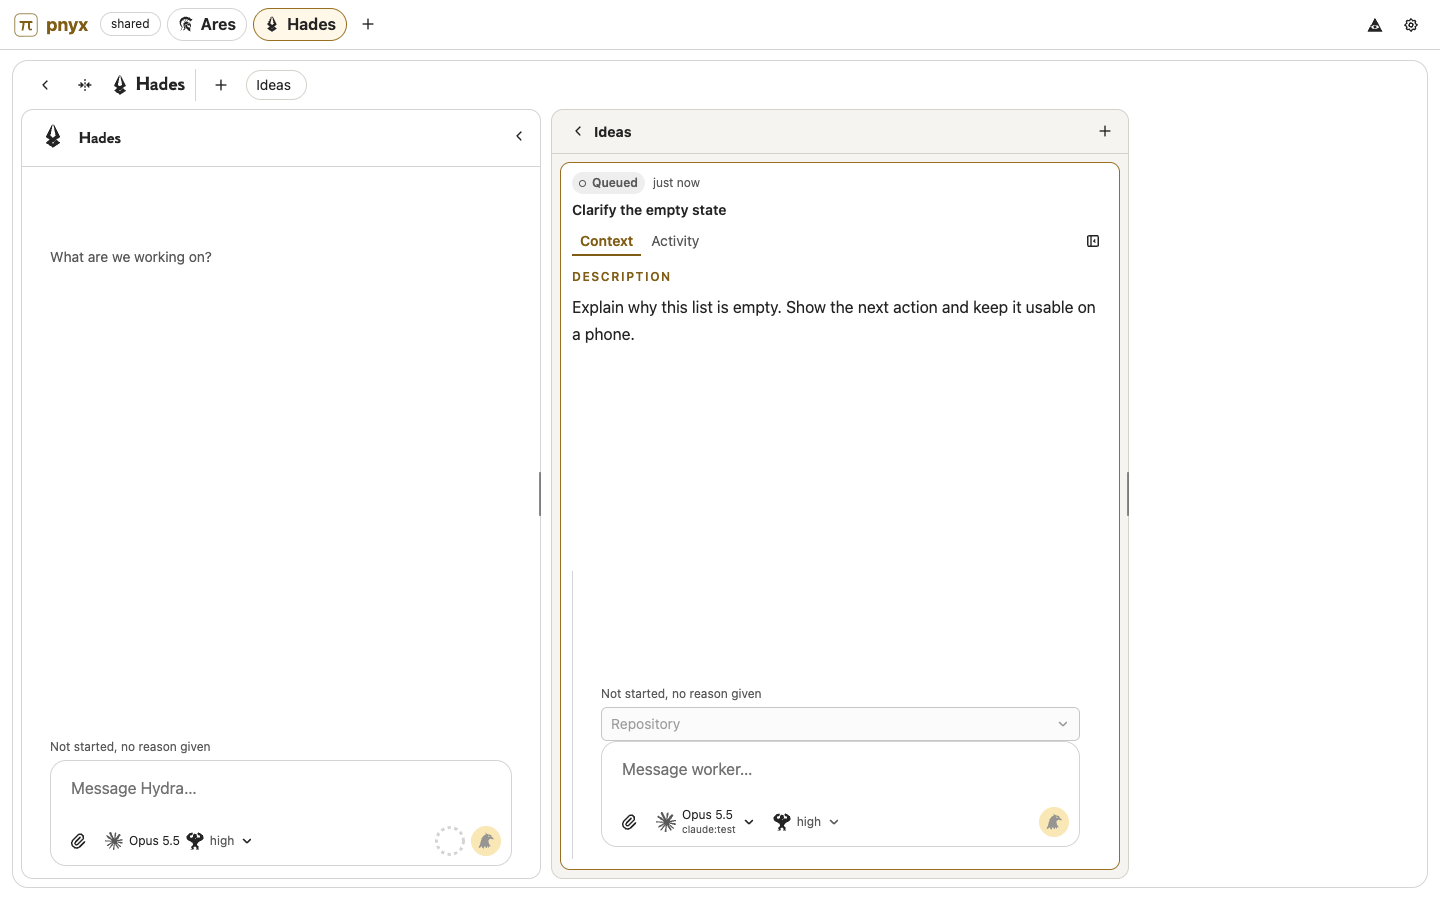 π pnyx
shared
Ares
Hades
Hades
Ideas
Hades
What are we working on?
Not started, no reason given
Message Hydra...
Opus 5.5
high
Ideas
Queued
just now
Clarify the empty state
Context
Activity
DESCRIPTION
Explain why this list is empty. Show the next action and keep it usable on
a phone.
Not started, no reason given
Repository
Message worker...
Opus 5.5
claude:test
high